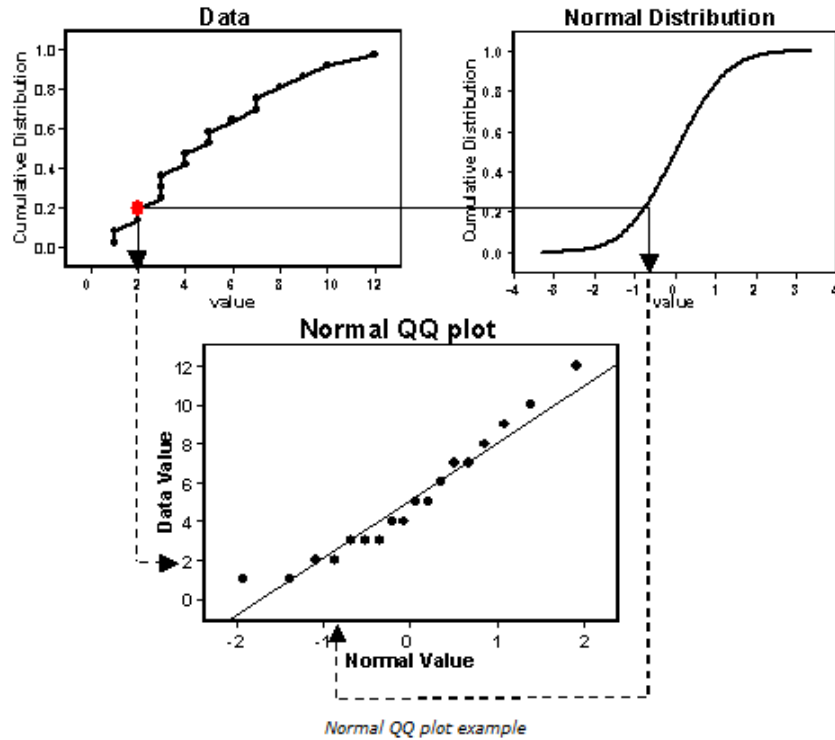 Data
Cumulative Distribution
1.0
0.8
0.6
0.4
0.2
0.0
0 2 4 6 8 10 12
value
Normal Distribution
Cumulative Distribution
1.0
0.8
0.6
0.4
0.2
0.0
-4 -3 -2 -1 0 1 2 3 4
value
Normal QQ plot
Data Value
12
10
8
6
4
2
0
-2 -1 0 1 2
Normal Value
Normal QQ plot example